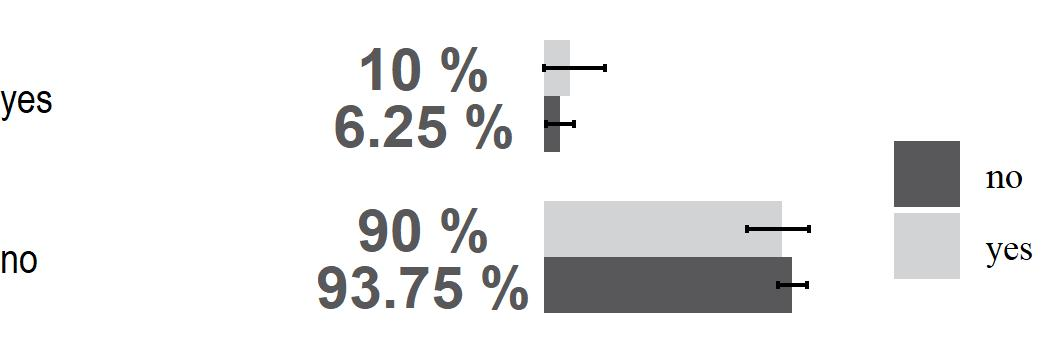 10 %
yes
6.25 %
no
yes
90 %
no
93.75 %